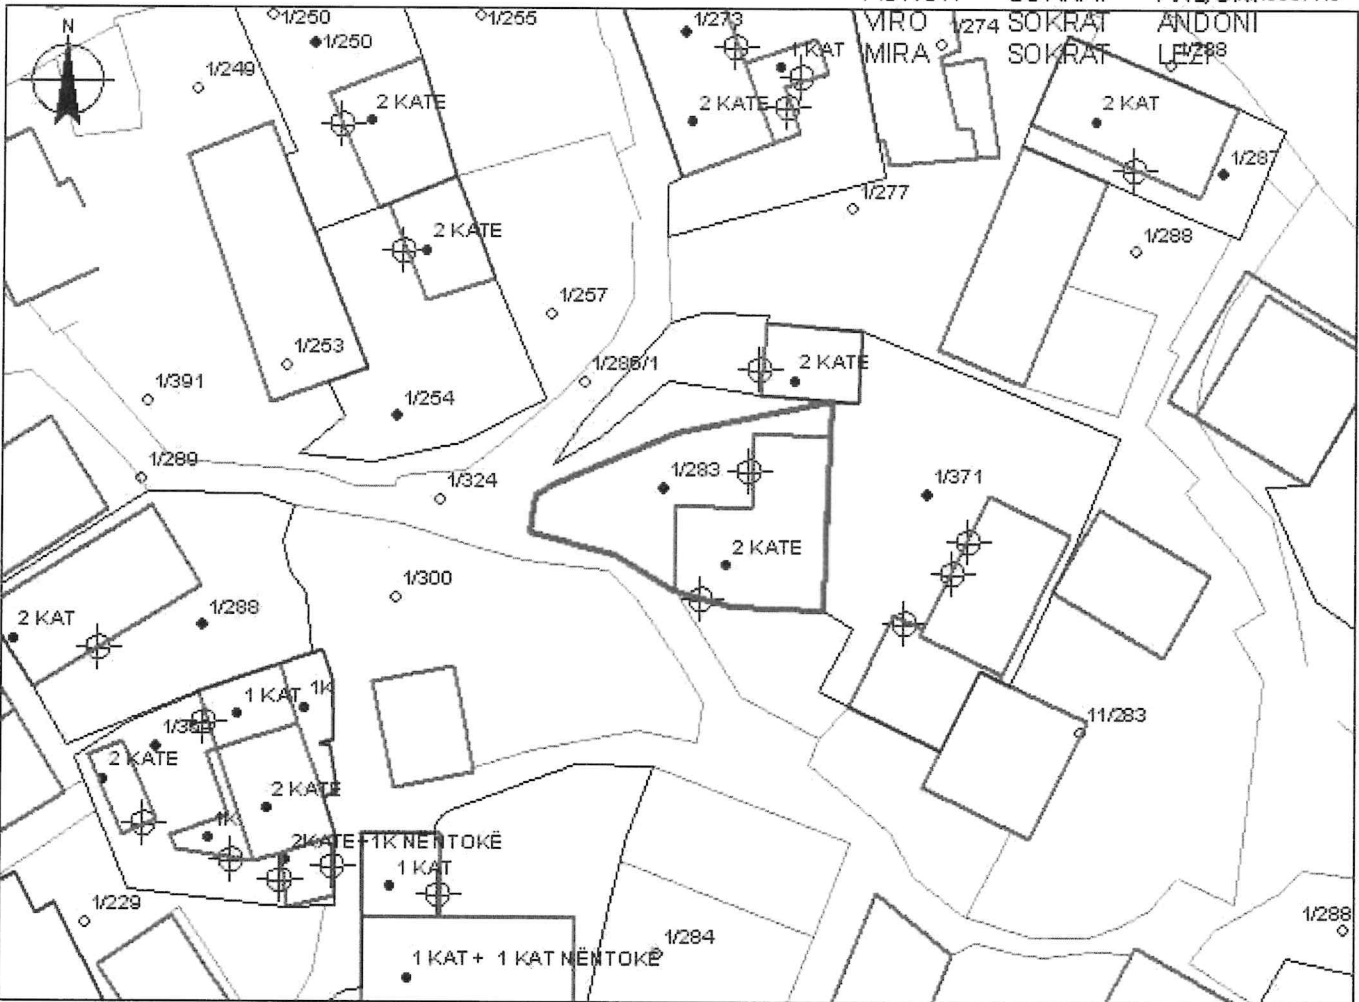 VIRO SOKRAT ANDONI
MIRA SOKRAT
N
1/250
1/255
1/273
1/274
1/288
1/250
1 KAT
1/249
2 KATE
2 KATE
2 KAT
1/287
1/277
2 KATE
1/288
1/257
1/253
1/285/1
2 KATE
1/391
1/254
1/289
1/324
1/283
1/371
2 KATE
1/300
2 KAT
1/288
1 KAT
1K
11/283
2 KATE
2 KATE
1K
2KATE+1K NËNTOKË
1 KAT
1/229
1/284
1/288
1 KAT + 1 KAT NËNTOKË